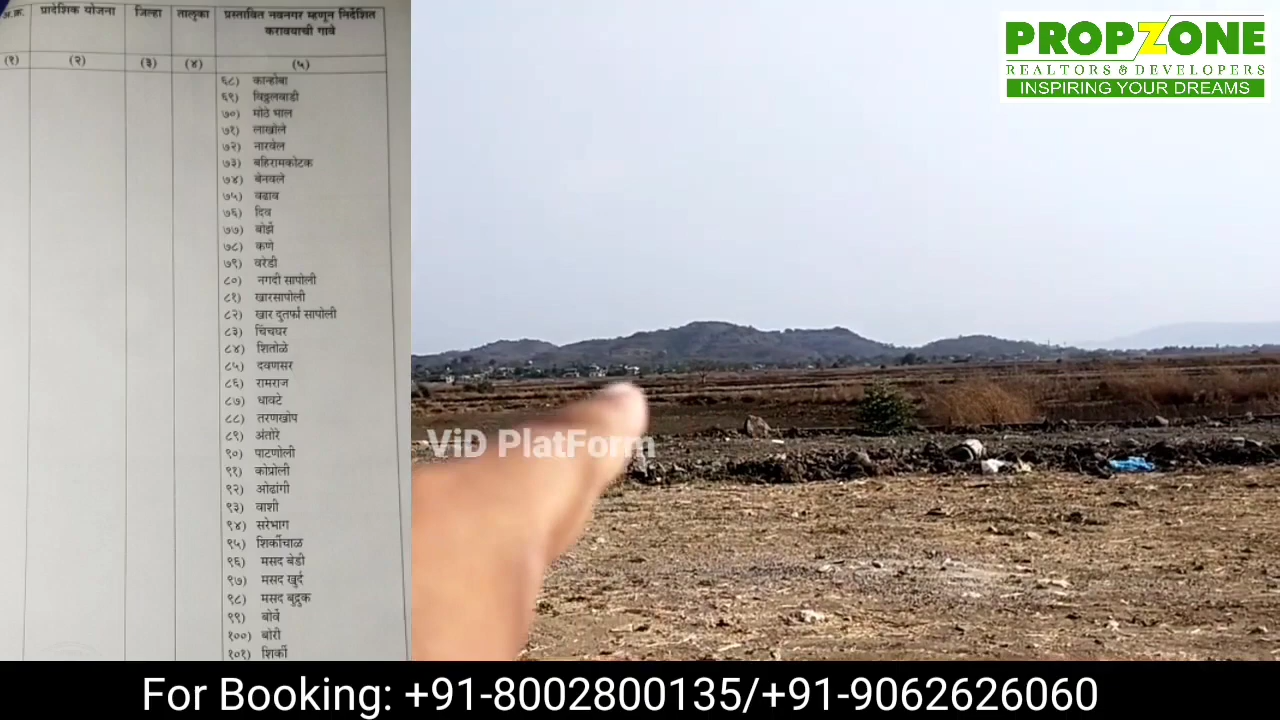 अ.क्र. प्रादेशिक योजना जिल्हा तालुका प्रस्तावित नवनगर म्हणून निर्देशित
करावयाची गावे
(१) (२) (३) (४) (५)
६८) कान्होबा
६९) विठ्ठलवाडी
७०) मोठे भाल
७१) लाखोले
७२) नारवेल
७३) बहिरामकोटक
७४) बेनवले
७५) वढाव
७६) दिव
७७) बोर्झे
७८) कणे
७९) वरेडी
८०) नगदी सापोली
८१) खारसापोली
८२) खार दुतर्फा सापोली
८३) चिंचघर
८४) शितोळे
८५) दवणसर
८६) रामराज
८७) धावटे
८८) तरणखोप
८९) अंतोरे
९०) पाटणोली
९१) कोप्रोली
९२) ओढांगी
९३) वाशी
९४) सरेभाग
९५) शिर्कीचाळ
९६) मसद बेडी
९७) मसद खुर्द
९८) मसद बुद्रुक
९९) बोर्वे
१००) बोरी
१०१) शिर्की
PROPZONE
REALTORS & DEVELOPERS
INSPIRING YOUR DREAMS
ViD PlatForm
For Booking: +91-8002800135/+91-9062626060